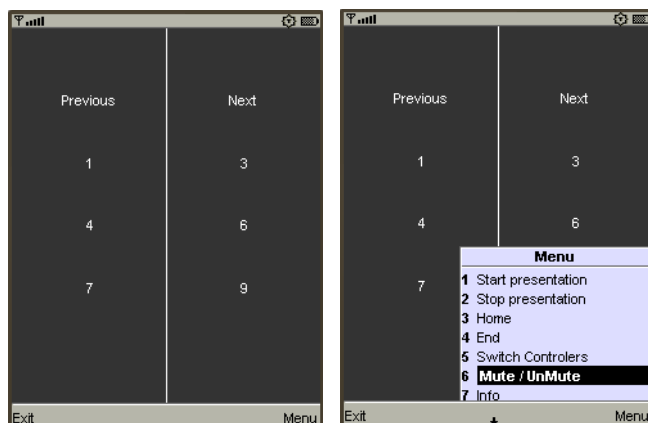 Previous Next
1 3
4 6
7 9
Exit Menu
Previous Next
1 3
4 6
7
Menu
1 Start presentation
2 Stop presentation
3 Home
4 End
5 Switch Controlers
6 Mute / UnMute
7 Info
Exit Menu